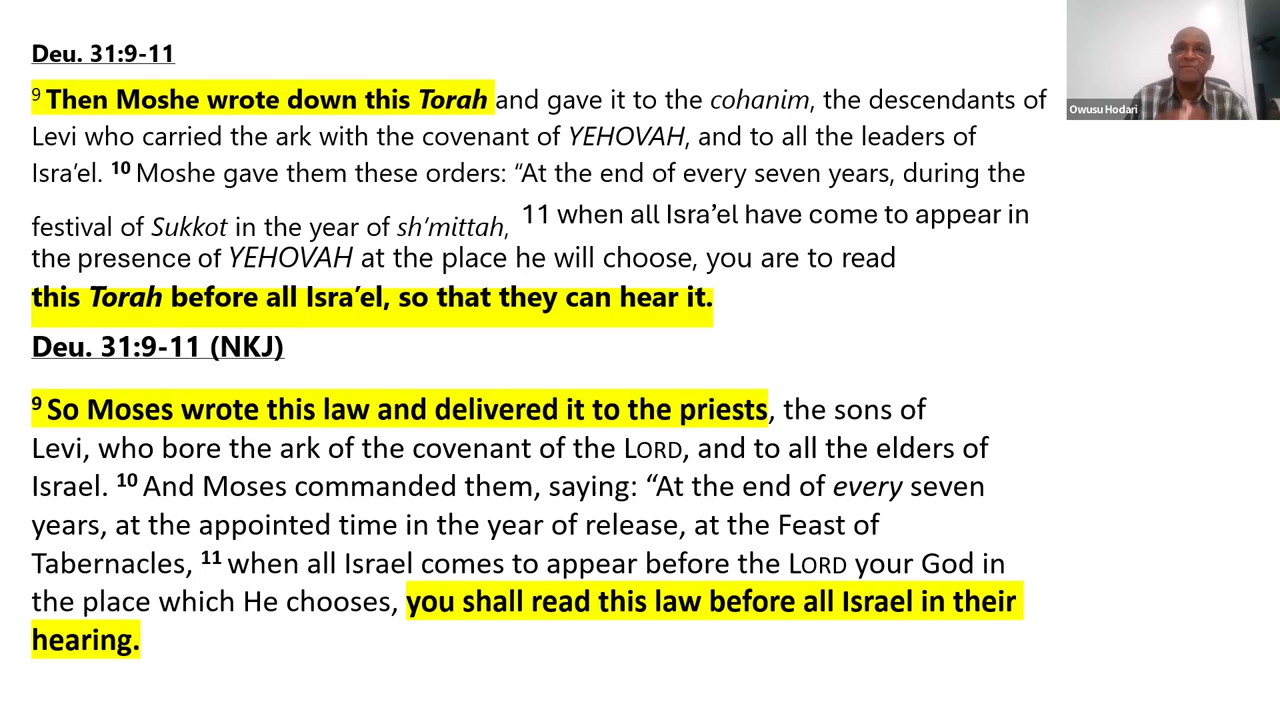 Deu. 31:9-11
9 Then Moshe wrote down this Torah and gave it to the cohanim, the descendants of
Levi who carried the ark with the covenant of YEHOVAH, and to all the leaders of
Isra’el. 10 Moshe gave them these orders: “At the end of every seven years, during the
festival of Sukkot in the year of sh’mittah, 11 when all Isra’el have come to appear in
the presence of YEHOVAH at the place he will choose, you are to read
this Torah before all Isra’el, so that they can hear it.
Deu. 31:9-11 (NKJ)
9 So Moses wrote this law and delivered it to the priests, the sons of
Levi, who bore the ark of the covenant of the LORD, and to all the elders of
Israel. 10 And Moses commanded them, saying: “At the end of every seven
years, at the appointed time in the year of release, at the Feast of
Tabernacles, 11 when all Israel comes to appear before the LORD your God in
the place which He chooses, you shall read this law before all Israel in their
hearing.
Owusu Hodari